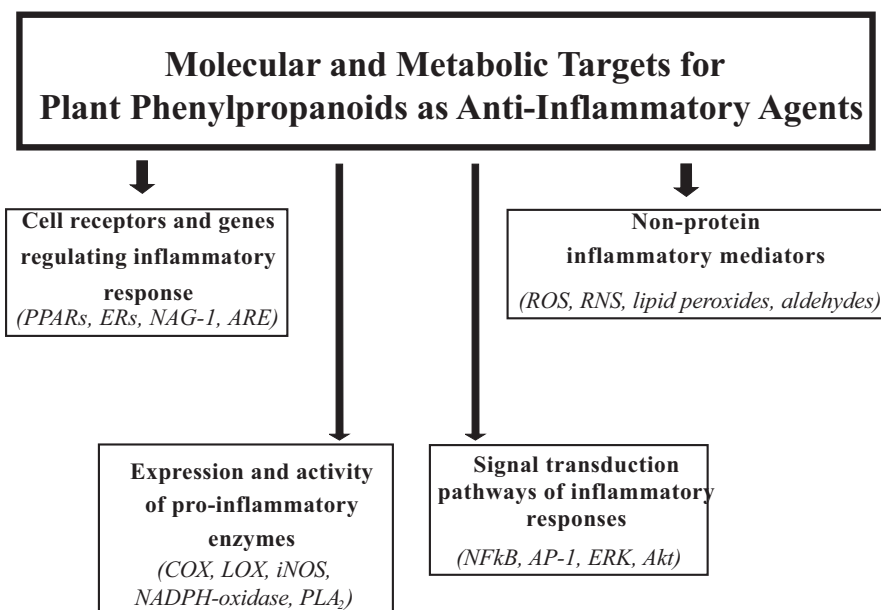 Molecular and Metabolic Targets for
Plant Phenylpropanoids as Anti-Inflammatory Agents
Cell receptors and genes
regulating inflammatory
response
(PPARs, ERs, NAG-1, ARE)
Non-protein
inflammatory mediators
(ROS, RNS, lipid peroxides, aldehydes)
Expression and activity
of pro-inflammatory
enzymes
(COX, LOX, iNOS,
NADPH-oxidase, PLA₂)
Signal transduction
pathways of inflammatory
responses
(NFkB, AP-1, ERK, Akt)